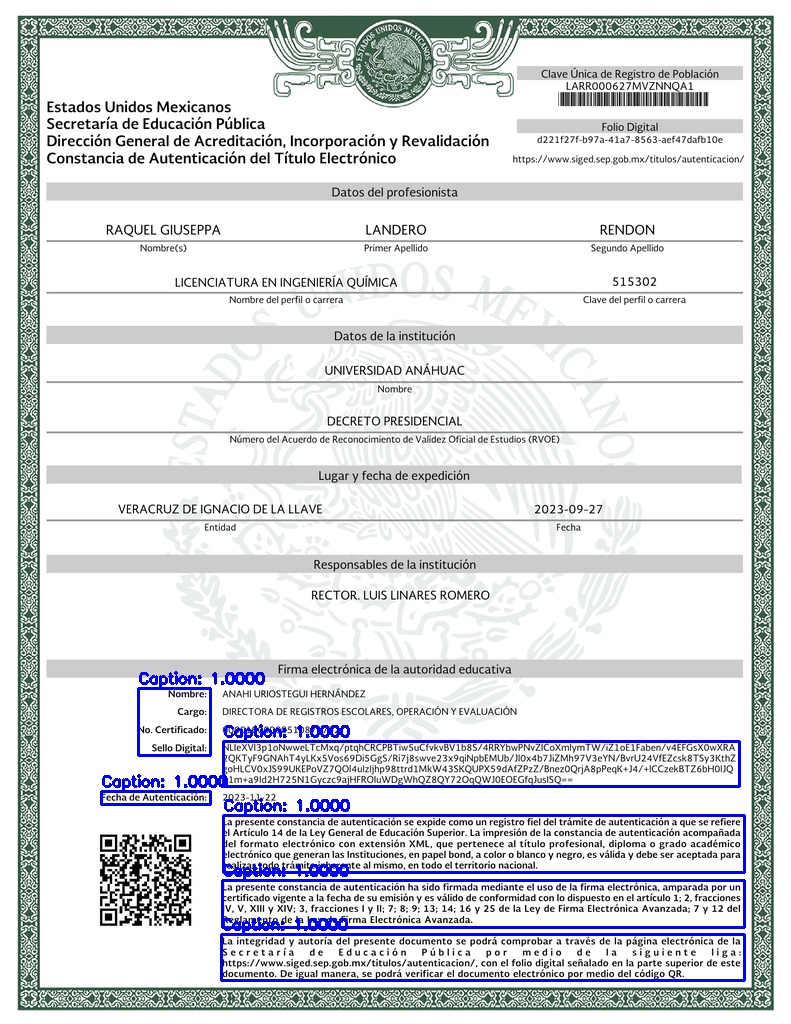 ESTADOS UNIDOS MEXICANOS
Clave Única de Registro de Población
LARR000627MVZNNQA1
Estados Unidos Mexicanos
Secretaría de Educación Pública
Dirección General de Acreditación, Incorporación y Revalidación
Constancia de Autenticación del Título Electrónico
Folio Digital
d221f27f-b97a-41a7-8563-aef47dafb10e
https://www.siged.sep.gob.mx/titulos/autenticacion/
Datos del profesionista
RAQUEL GIUSEPPA LANDERO RENDON
Nombre(s) Primer Apellido Segundo Apellido
LICENCIATURA EN INGENIERÍA QUÍMICA 515302
Nombre del perfil o carrera Clave del perfil o carrera
Datos de la institución
UNIVERSIDAD ANÁHUAC
Nombre
DECRETO PRESIDENCIAL
Número del Acuerdo de Reconocimiento de Validez Oficial de Estudios (RVOE)
Lugar y fecha de expedición
VERACRUZ DE IGNACIO DE LA LLAVE 2023-09-27
Entidad Fecha
Responsables de la institución
RECTOR. LUIS LINARES ROMERO
Firma electrónica de la autoridad educativa
Caption: 1.0000
Nombre: ANAHI URIOSTEGUI HERNÁNDEZ
Cargo: DIRECTORA DE REGISTROS ESCOLARES, OPERACIÓN Y EVALUACIÓN
No. Certificado:
Caption: 1.0000
Sello Digital:
Caption: 1.0000
Fecha de Autenticación: 2023-11-22
Caption: 1.0000
La presente constancia de autenticación se expide como un registro fiel del trámite de autenticación a que se refiere
el Artículo 14 de la Ley General de Educación Superior. La impresión de la constancia de autenticación acompañada
del formato electrónico con extensión XML, que pertenece al título profesional, diploma o grado académico
electrónico que generan las Instituciones, en papel bond, a color o blanco y negro, es válida y debe ser aceptada para
realizar todo trámite inherente al mismo, en todo el territorio nacional.
Caption: 1.0000
La presente constancia de autenticación ha sido firmada mediante el uso de la firma electrónica, amparada por un
certificado vigente a la fecha de su emisión y es válido de conformidad con lo dispuesto en el artículo 1; 2, fracciones
IV, V, XIII y XIV; 3, fracciones I y II; 7; 8; 9; 13; 14; 16 y 25 de la Ley de Firma Electrónica Avanzada; 7 y 12 del
Reglamento de la Ley de Firma Electrónica Avanzada.
Caption: 1.0000
La integridad y autoría del presente documento se podrá comprobar a través de la página electrónica de la
Secretaría de Educación Pública por medio de la siguiente liga:
https://www.siged.sep.gob.mx/titulos/autenticacion/, con el folio digital señalado en la parte superior de este
documento. De igual manera, se podrá verificar el documento electrónico por medio del código QR.